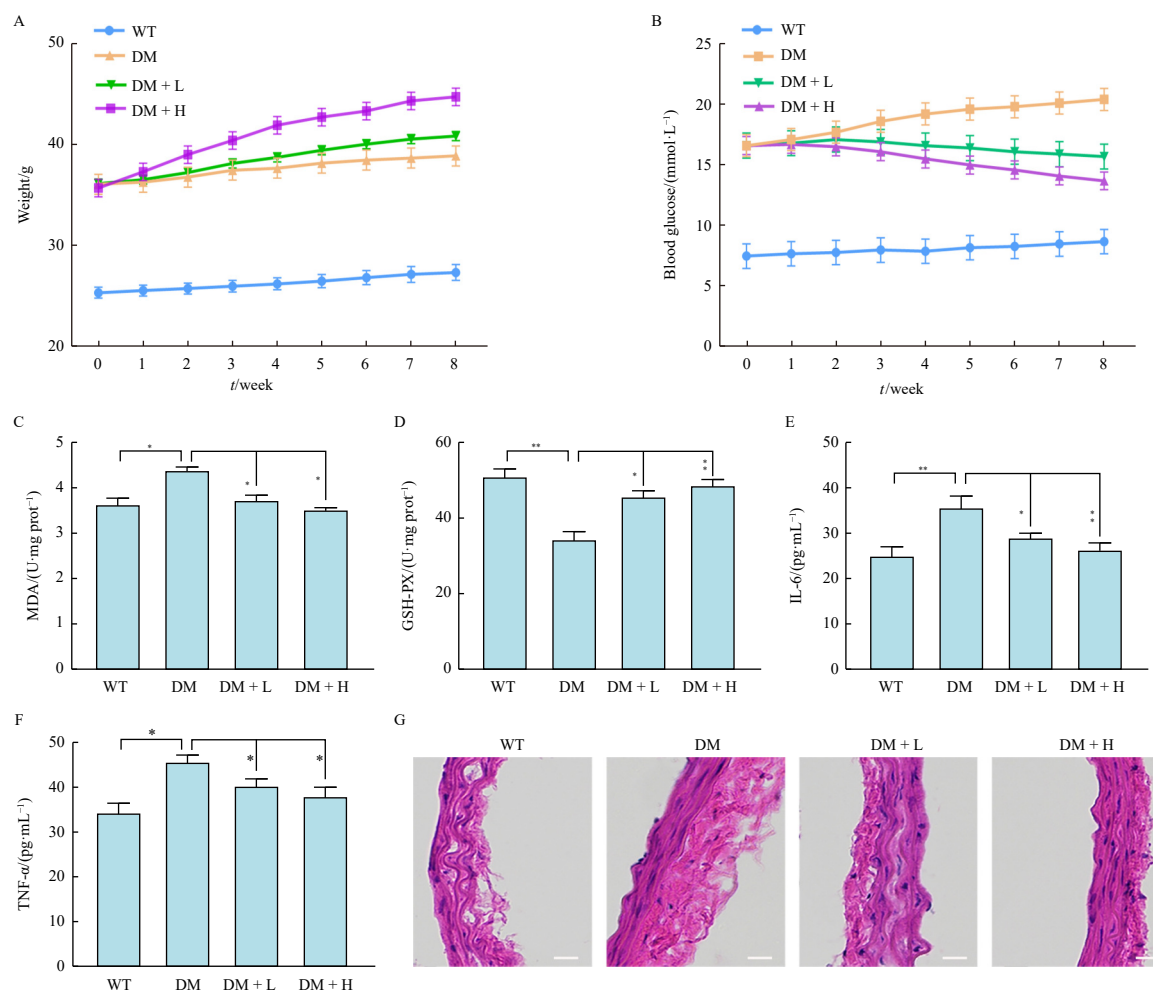 A
WT
DM
DM + L
DM + H
50
40
30
20
Weight/g
0 1 2 3 4 5 6 7 8
t/week
B
WT
DM
DM + L
DM + H
25
20
15
10
5
0
Blood glucose/(mmol·L⁻¹)
0 1 2 3 4 5 6 7 8
t/week
C
5
4
3
2
1
0
MDA/(U·mg prot⁻¹)
* * *
WT DM DM + L DM + H
D
60
40
20
0
GSH-PX/(U·mg prot⁻¹)
** * **
WT DM DM + L DM + H
E
50
40
30
20
10
0
IL-6/(pg·mL⁻¹)
** * **
WT DM DM + L DM + H
F
50
40
30
20
10
0
TNF-α/(pg·mL⁻¹)
* * *
WT DM DM + L DM + H
G
WT DM DM + L DM + H